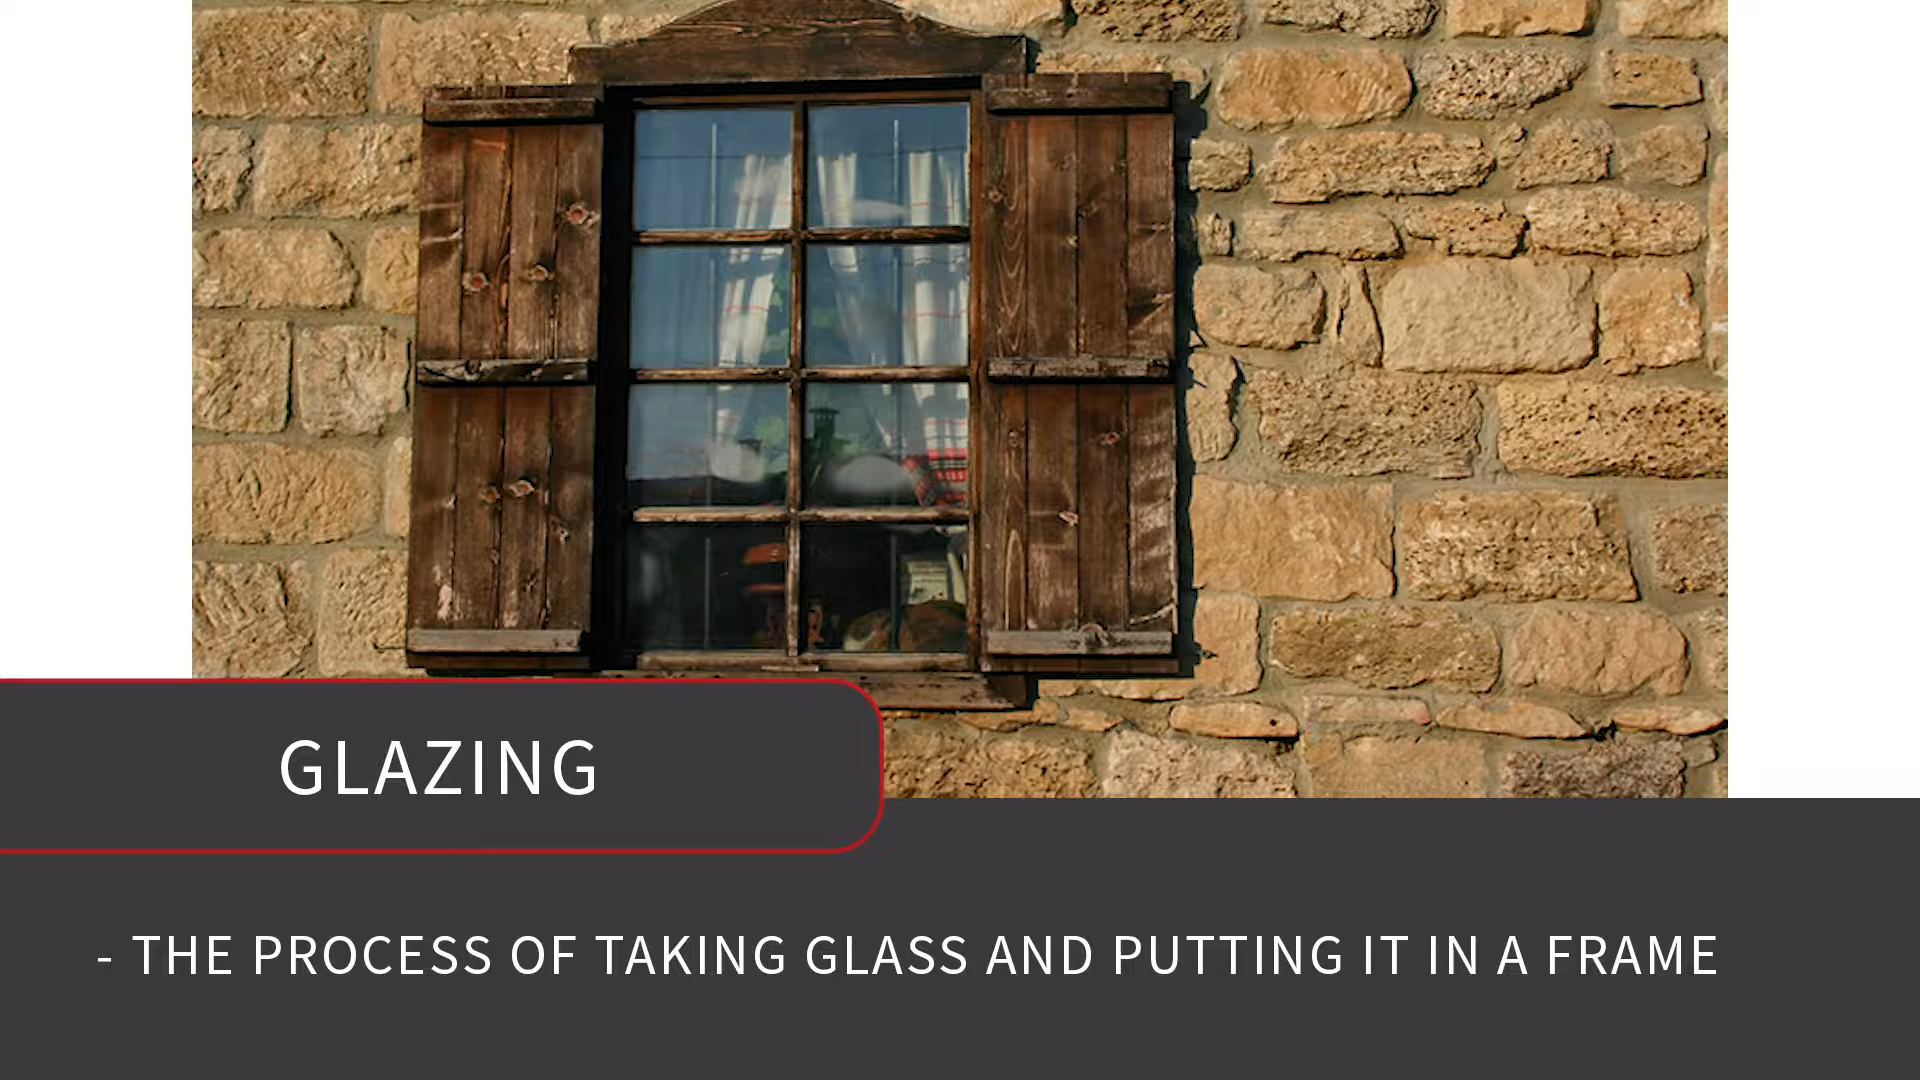 GLAZING
- THE PROCESS OF TAKING GLASS AND PUTTING IT IN A FRAME